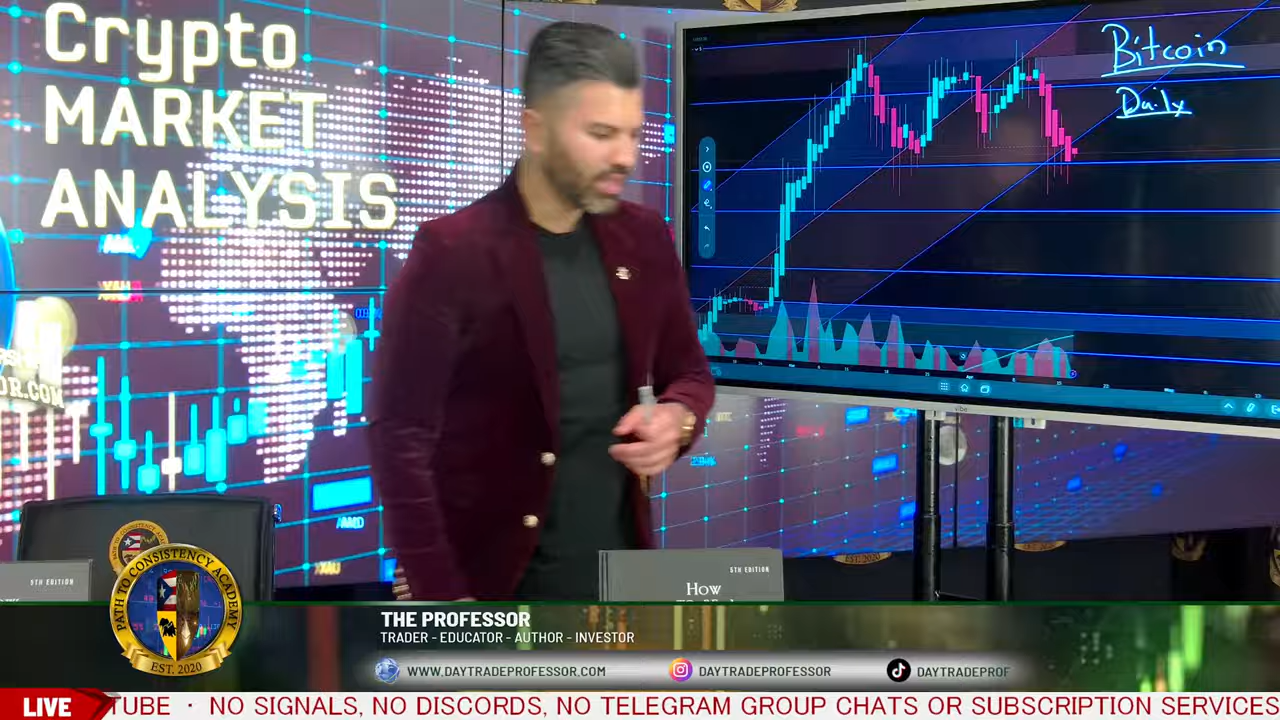 Crypto
MARKET
ANALYSIS
Bitcoin
Daily
/AMD
5TH EDITION
5TH EDITION
How
PATH TO CONSISTENCY ACADEMY
EST. 2020
THE PROFESSOR
TRADER - EDUCATOR - AUTHOR - INVESTOR
WWW.DAYTRADEPROFESSOR.COM
DAYTRADEPROFESSOR
DAYTRADEPROF
LIVE
TUBE · NO SIGNALS, NO DISCORDS, NO TELEGRAM GROUP CHATS OR SUBSCRIPTION SERVICES